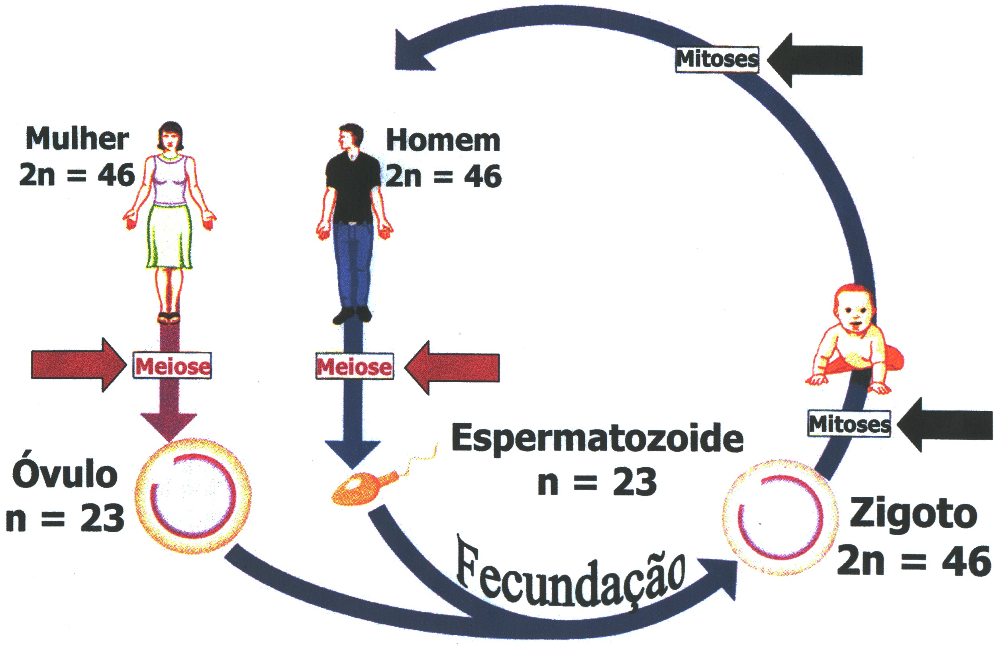 Mitoses
Mulher
2n = 46
Homem
2n = 46
Meiose
Meiose
Mitoses
Óvulo
n = 23
Espermatozoide
n = 23
Zigoto
2n = 46
Fecundação